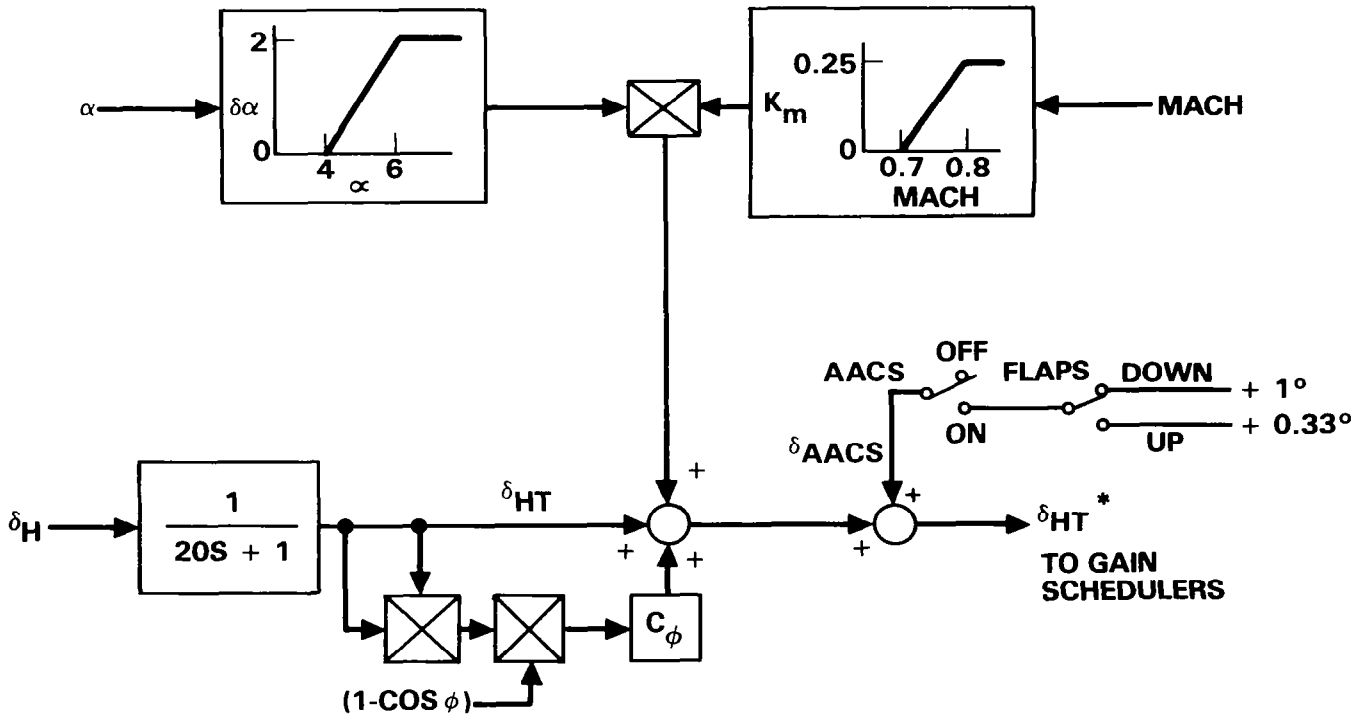 2
0
δα
4 6
∝
α
K_m
0.25
0
0.7 0.8
MACH
MACH
AACS
OFF
ON
FLAPS
DOWN
UP
+ 1°
+ 0.33°
δAACS
+
+
δ_H
1
20S + 1
δ_HT
+
+
+
C_ϕ
(1-COS ϕ)
δ_HT *
TO GAIN
SCHEDULERS